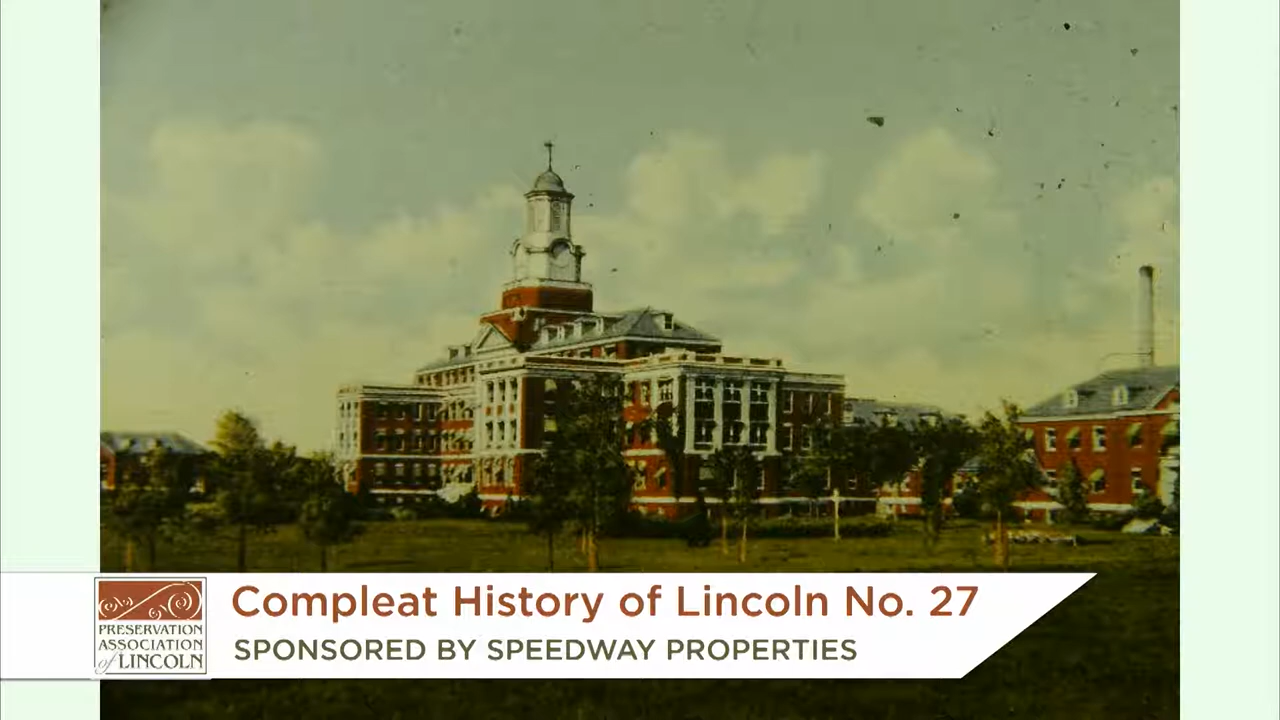 Compleat History of Lincoln No. 27
SPONSORED BY SPEEDWAY PROPERTIES
PRESERVATION
ASSOCIATION
of LINCOLN